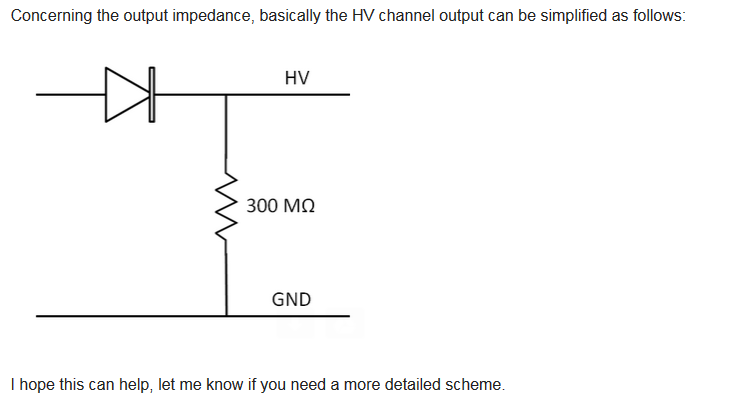 Concerning the output impedance, basically the HV channel output can be simplified as follows:
HV
300 MΩ
GND
I hope this can help, let me know if you need a more detailed scheme.